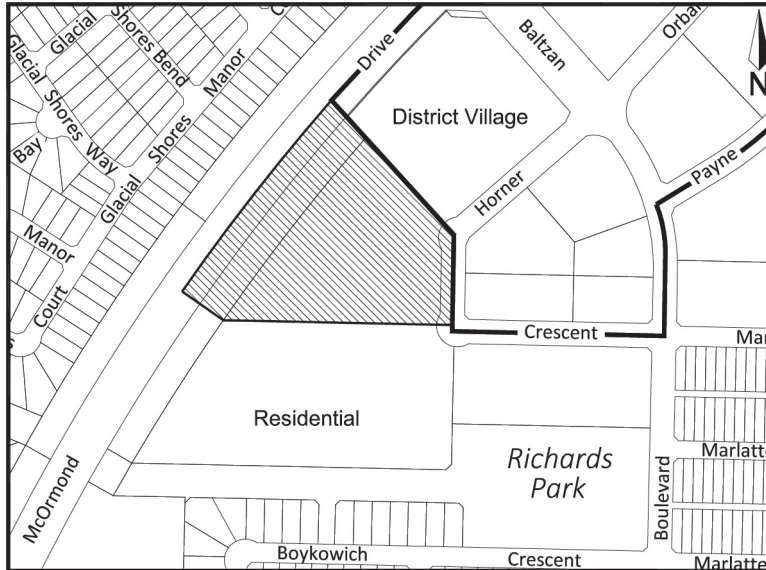 Glacial
Shores Bend
Glacial
Shores
Way
Bay
Manor
Court
Glacial
Shores
Manor
Drive
McOrmond
District Village
Baltzan
Orban
Payne
N
Horner
Crescent
Residential
Richards
Park
Boulevard
Mar
Marlatte
Marlatte
Boykowich
Crescent